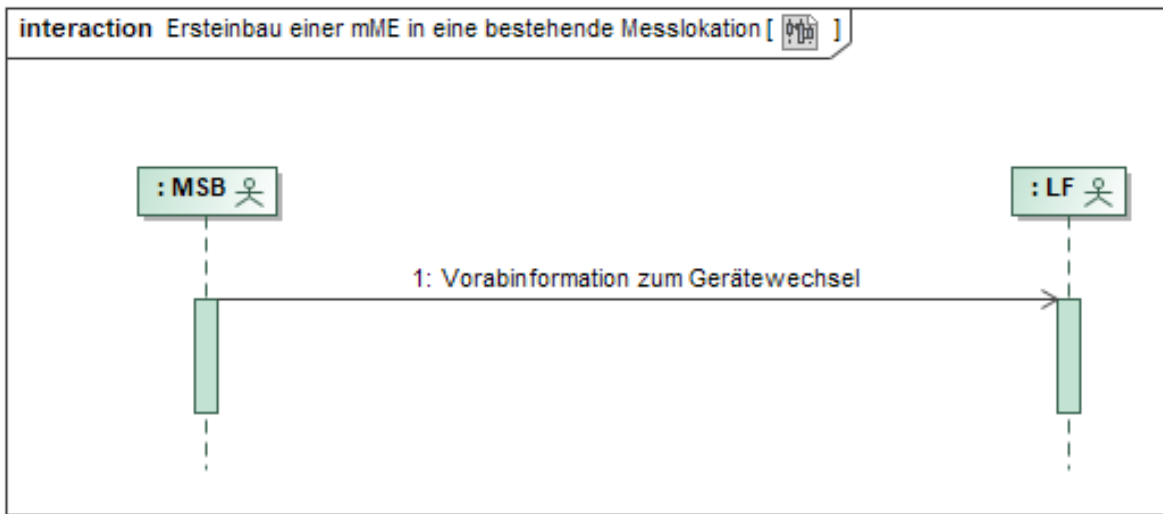 interaction Ersteinbau einer mME in eine bestehende Messlokation [ ]
: MSB
: LF
1: Vorabinformation zum Gerätewechsel